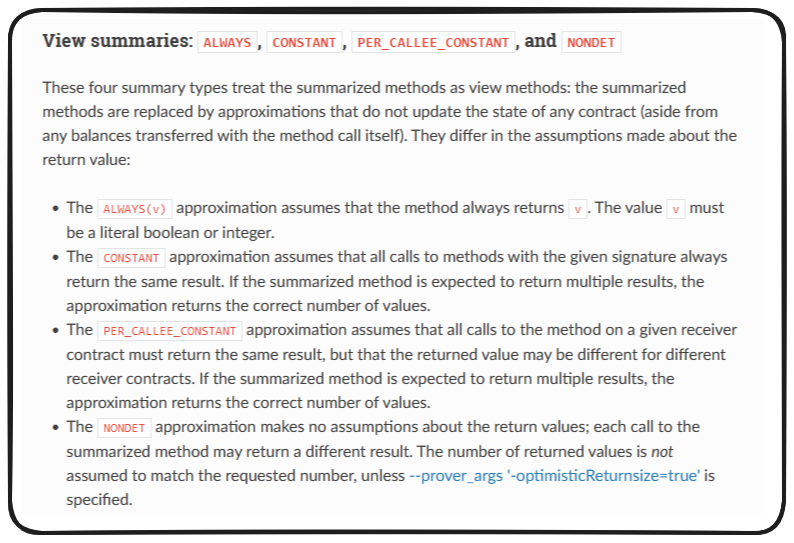 View summaries: ALWAYS, CONSTANT, PER_CALLEE_CONSTANT, and NONDET
These four summary types treat the summarized methods as view methods: the summarized
methods are replaced by approximations that do not update the state of any contract (aside from
any balances transferred with the method call itself). They differ in the assumptions made about the
return value:
• The ALWAYS(v) approximation assumes that the method always returns v. The value v must
be a literal boolean or integer.
• The CONSTANT approximation assumes that all calls to methods with the given signature always
return the same result. If the summarized method is expected to return multiple results, the
approximation returns the correct number of values.
• The PER_CALLEE_CONSTANT approximation assumes that all calls to the method on a given receiver
contract must return the same result, but that the returned value may be different for different
receiver contracts. If the summarized method is expected to return multiple results, the
approximation returns the correct number of values.
• The NONDET approximation makes no assumptions about the return values; each call to the
summarized method may return a different result. The number of returned values is not
assumed to match the requested number, unless --prover_args '-optimisticReturnsize=true' is
specified.